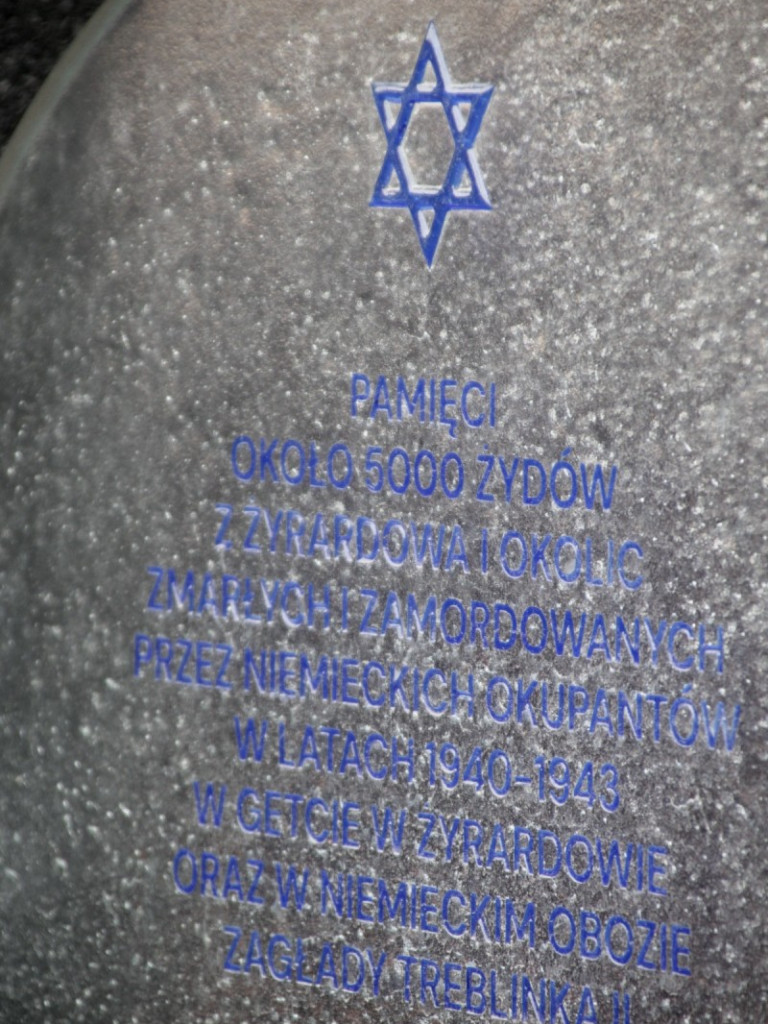 PAMIĘCI
OKOŁO 5000 ŻYDÓW
Z ŻYRARDOWA I OKOLIC
ZMARŁYCH I ZAMORDOWANYCH
PRZEZ NIEMIECKICH OKUPANTÓW
W LATACH 1940-1943
W GETCIE W ŻYRARDOWIE
ORAZ W NIEMIECKIM OBOZIE
ZAGŁADY TREBLINKA II